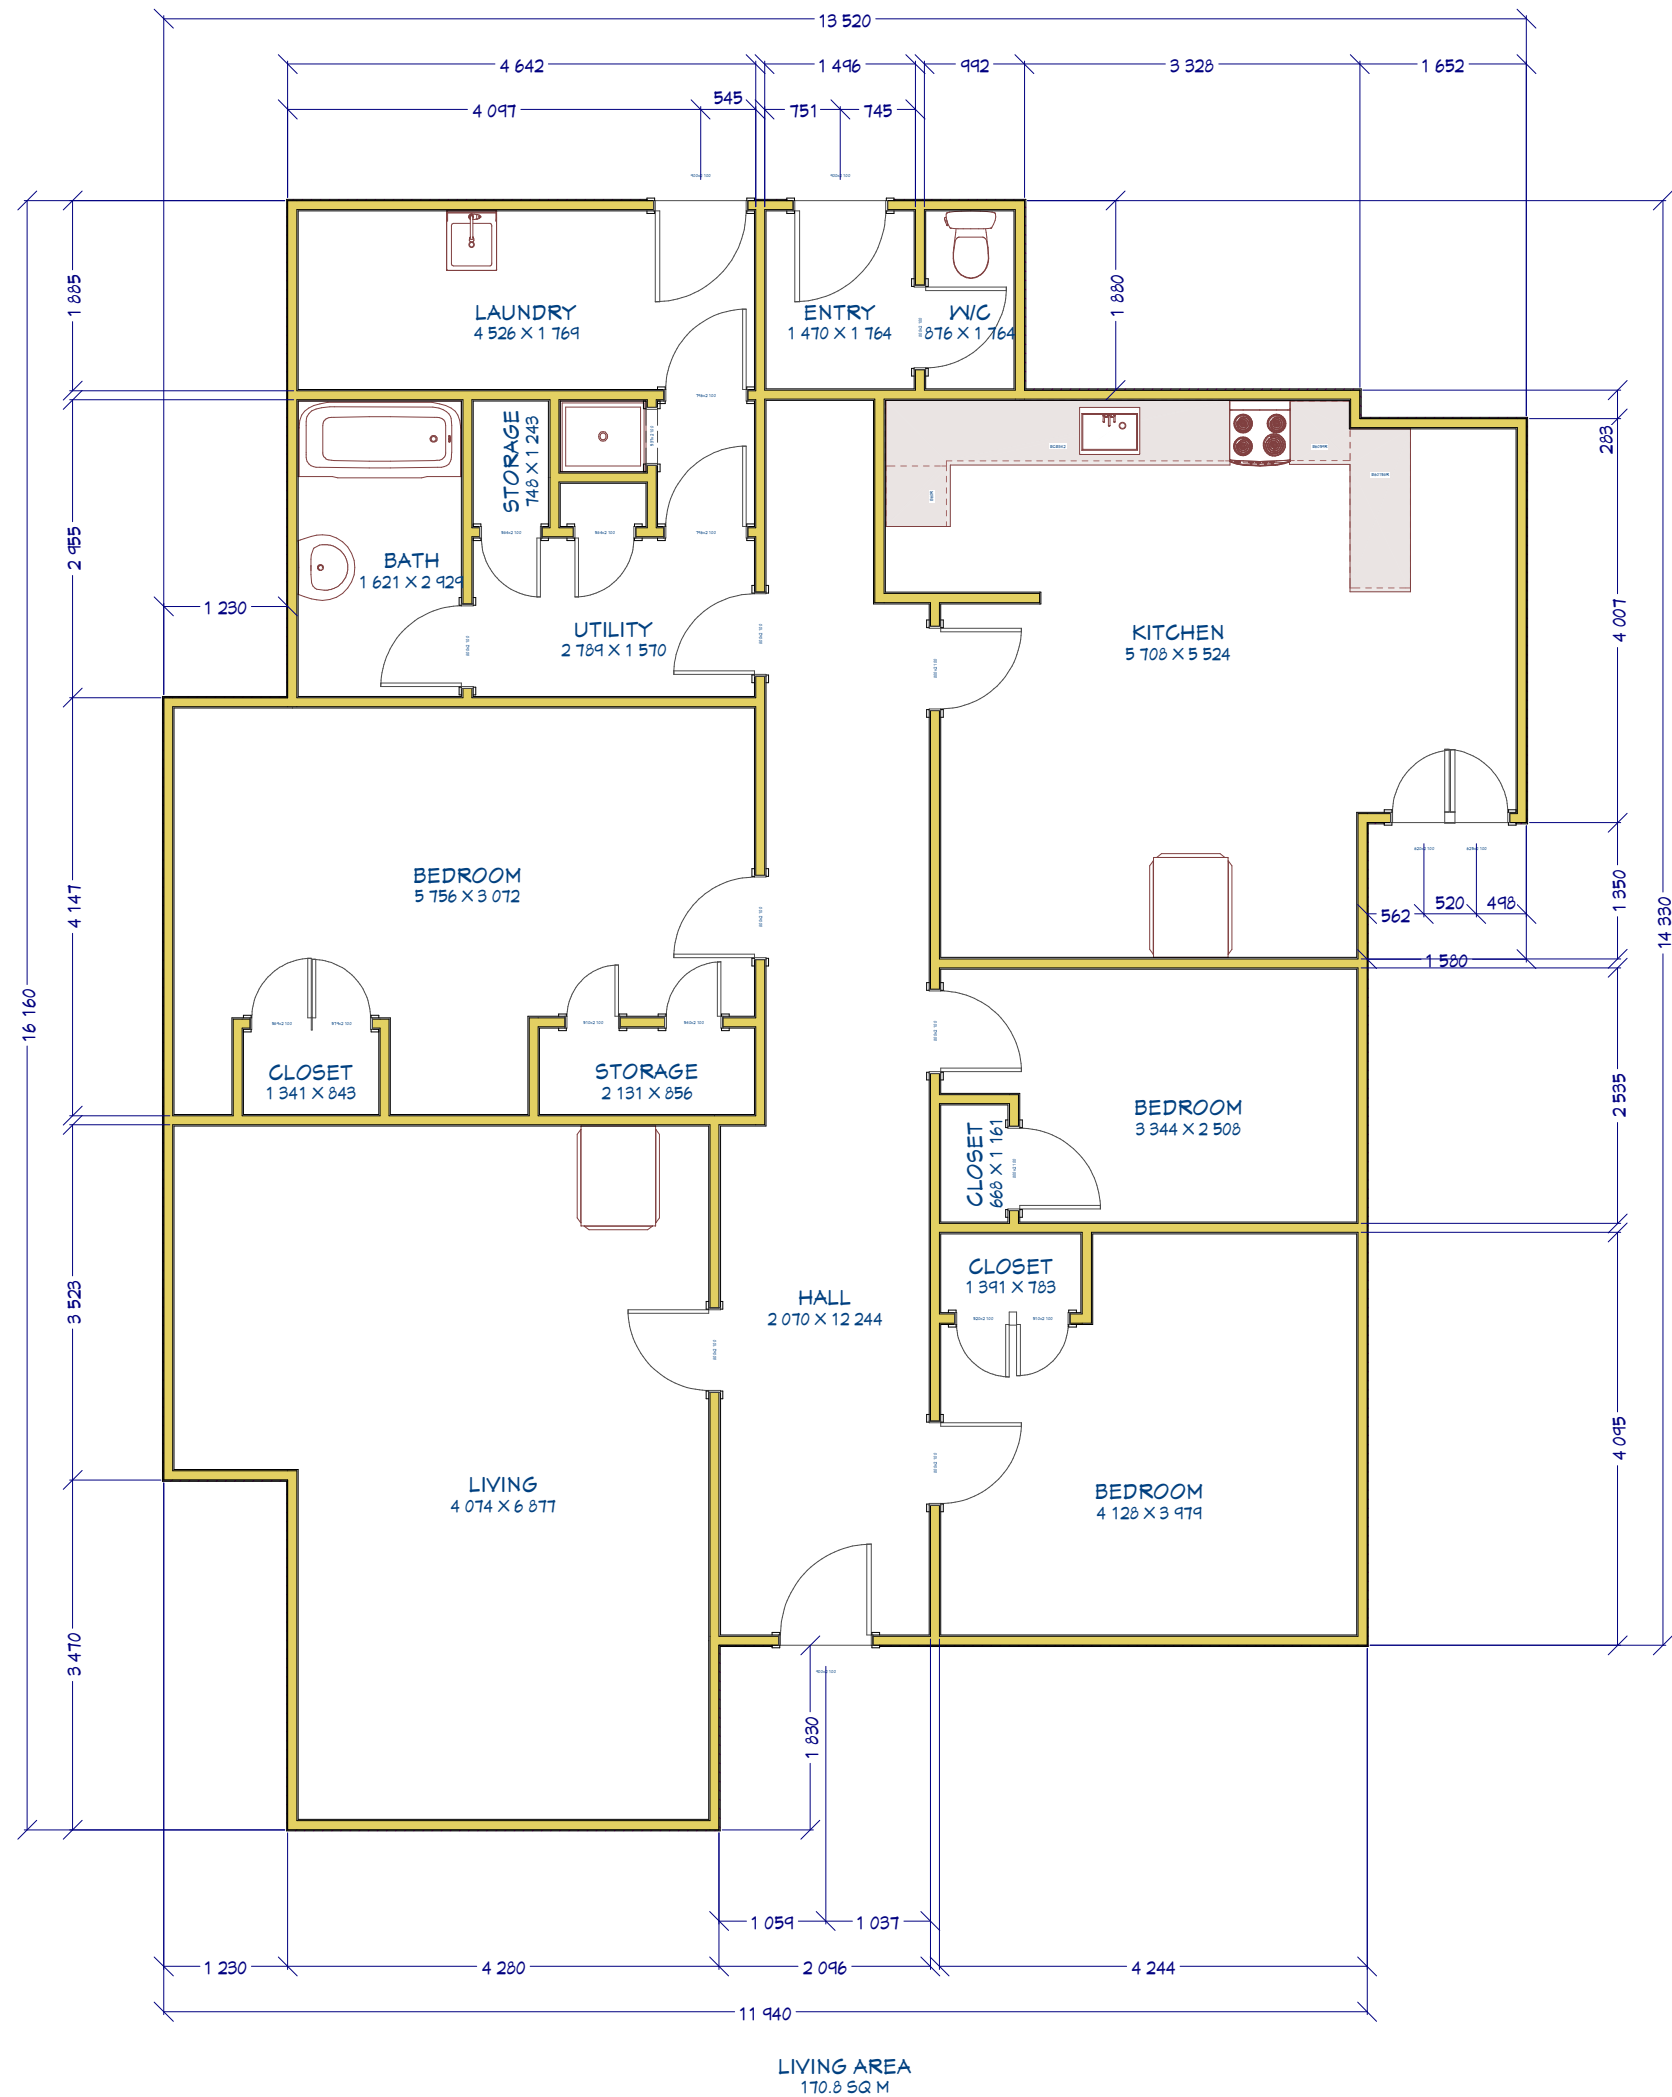 13 520
4 642
1 496
992
3 328
1 652
4 097
545
751
745
900x2 100
900x2 100
1 885
1 880
LAUNDRY
4 526 X 1 769
ENTRY
1 470 X 1 764
W/C
876 X 1 764
283
STORAGE
748 X 1 243
2 955
BATH
1 621 X 2 929
1 230
UTILITY
2 789 X 1 570
KITCHEN
5 708 X 5 524
4 007
4 147
BEDROOM
5 756 X 3 072
1 350
14 330
562
520
498
1 580
16 160
CLOSET
1 341 X 843
STORAGE
2 131 X 856
BEDROOM
3 344 X 2 508
2 535
CLOSET
668 X 1 161
CLOSET
1 391 X 783
3 523
HALL
2 070 X 12 244
4 095
LIVING
4 074 X 6 877
BEDROOM
4 128 X 3 979
3 470
900x2 100
1 830
1 059
1 037
1 230
4 280
2 096
4 244
11 940
LIVING AREA
170.8 SQ M